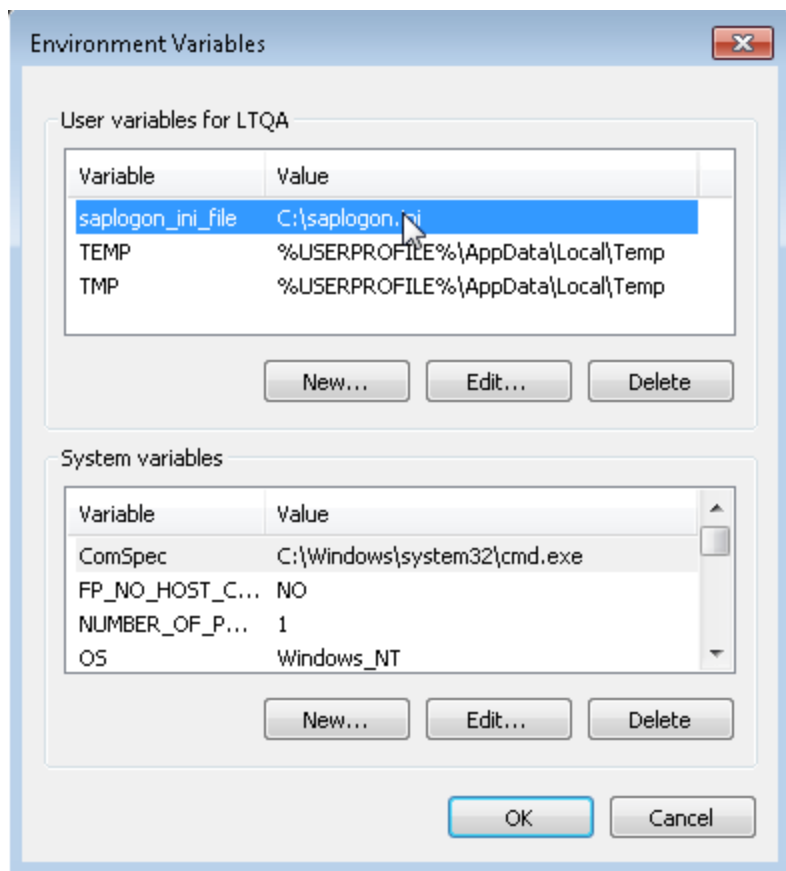 Environment Variables
User variables for LTQA
Variable Value
saplogon_ini_file C:\saplogon.ini
TEMP %USERPROFILE%\AppData\Local\Temp
TMP %USERPROFILE%\AppData\Local\Temp
New... Edit... Delete
System variables
Variable Value
ComSpec C:\Windows\system32\cmd.exe
FP_NO_HOST_C... NO
NUMBER_OF_P... 1
OS Windows_NT
New... Edit... Delete
OK Cancel